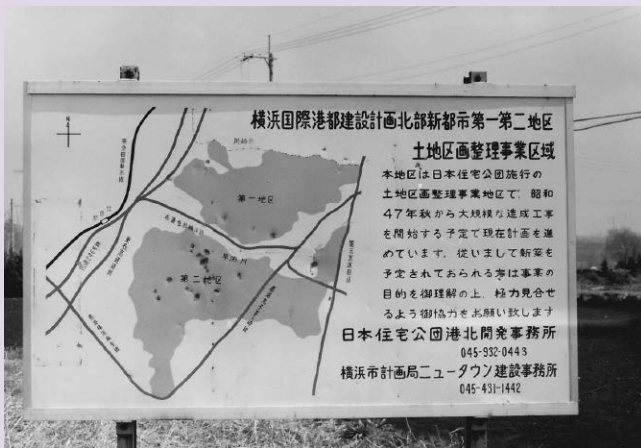 横浜国際港都建設計画北部新都市第一第二地区
土地区画整理事業区域
本地区は日本住宅公団施行の
土地区画整理事業地区で、昭和
47年秋から大規模な造成工事
を開始する予定で現在計画を進
めています。従いまして新築を
予定されておられる方は事業の
目的を御理解の上、極力見合せ
るよう御協力をお願い致します
日本住宅公団港北開発事務所
045-932-0443
横浜市計画局ニュータウン建設事務所
045-431-1442
第一地区
第二地区